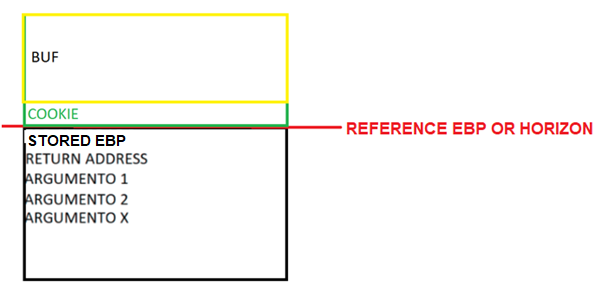 BUF
COOKIE
REFERENCE EBP OR HORIZON
STORED EBP
RETURN ADDRESS
ARGUMENTO 1
ARGUMENTO 2
ARGUMENTO X